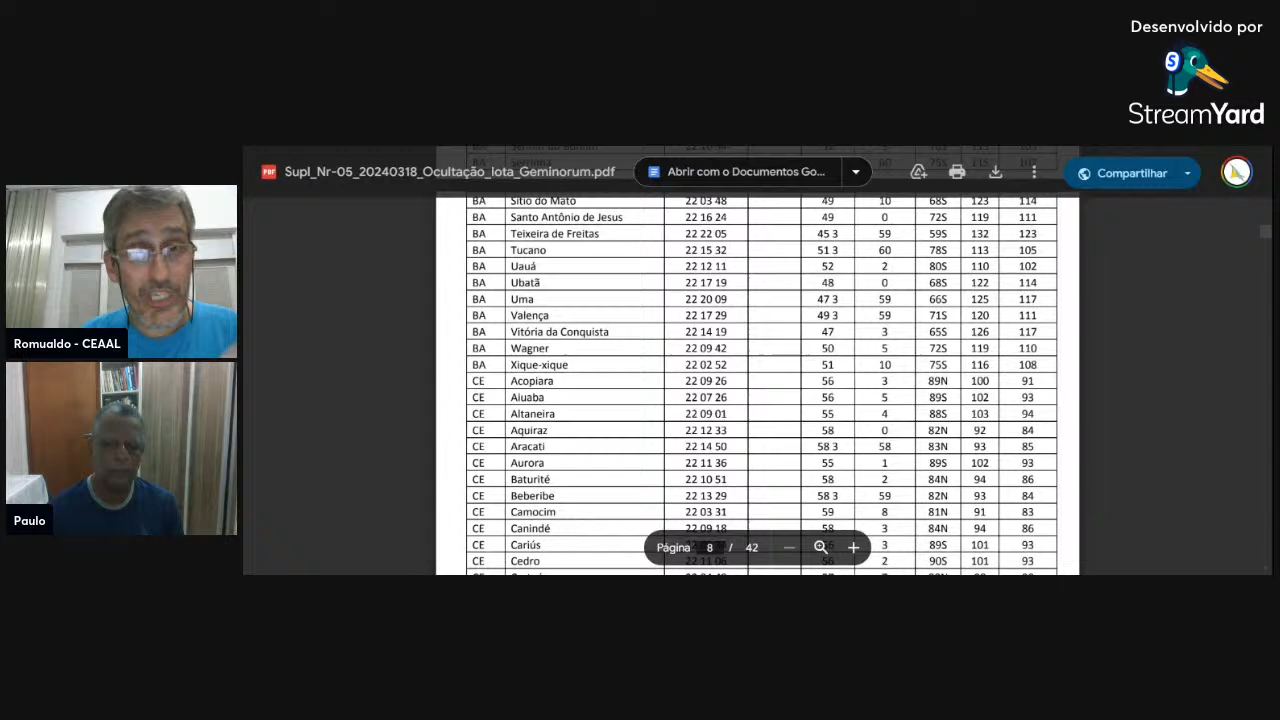 Desenvolvido por
StreamYard
Supl_Nr-05_20240318_Ocultação_Iota_Geminorum.pdf
Abrir com o Documentos Go...
Compartilhar
BA Sítio do Mato 22 03 48 49 10 68S 123 114
BA Santo Antônio de Jesus 22 16 24 49 0 72S 119 111
BA Teixeira de Freitas 22 22 05 45 3 59 59S 132 123
BA Tucano 22 15 32 51 3 60 78S 113 105
BA Uauá 22 12 11 52 2 80S 110 102
BA Ubatã 22 17 19 48 0 68S 122 114
BA Uma 22 20 09 47 3 59 66S 125 117
BA Valença 22 17 29 49 3 59 71S 120 111
BA Vitória da Conquista 22 14 19 47 3 65S 126 117
BA Wagner 22 09 42 50 5 72S 119 110
BA Xique-xique 22 02 52 51 10 75S 116 108
CE Acopiara 22 09 26 56 3 89N 100 91
CE Aiuaba 22 07 26 56 5 89S 102 93
CE Altaneira 22 09 01 55 4 88S 103 94
CE Aquiraz 22 12 33 58 0 82N 92 84
CE Aracati 22 14 50 58 3 58 83N 93 85
CE Aurora 22 11 36 55 1 89S 102 93
CE Baturité 22 10 51 58 2 84N 94 86
CE Beberibe 22 13 29 58 3 59 82N 93 84
CE Camocim 22 03 31 59 8 81N 91 83
CE Canindé 22 09 18 58 3 84N 94 86
CE Cariús 3 89S 101 93
CE Cedro 22 11 06 56 2 90S 101 93
Página 8 / 42
Romualdo - CEAAL
Paulo